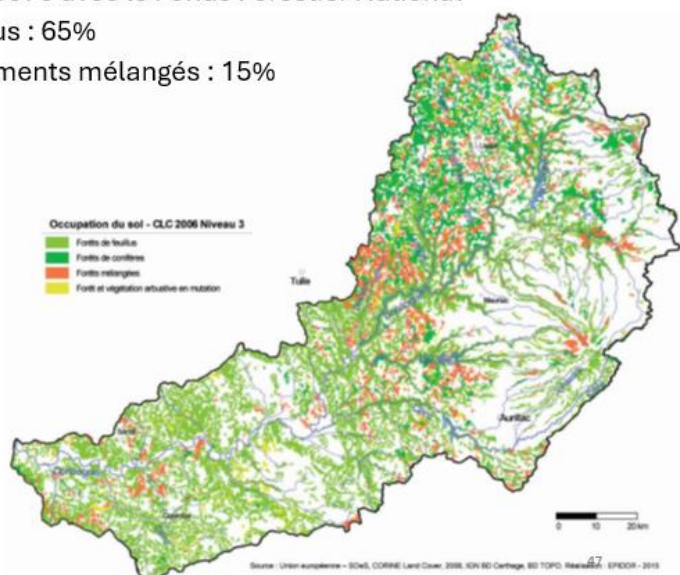 us : 65%
ments mélangés : 15%
Occupation du sol - CLC 2006 Niveau 3
Forêts de feuillus
Forêts de conifères
Forêts mélangées
Forêt et végétation arbustive en mutation
Tulle
Mauriac
Aurillac
0 10 20 km
47
Source : Union européenne – SOeS, CORINE Land Cover, 2006, IGN BD Carthage, BD TOPO, Réalisation : EPIDOR - 2015